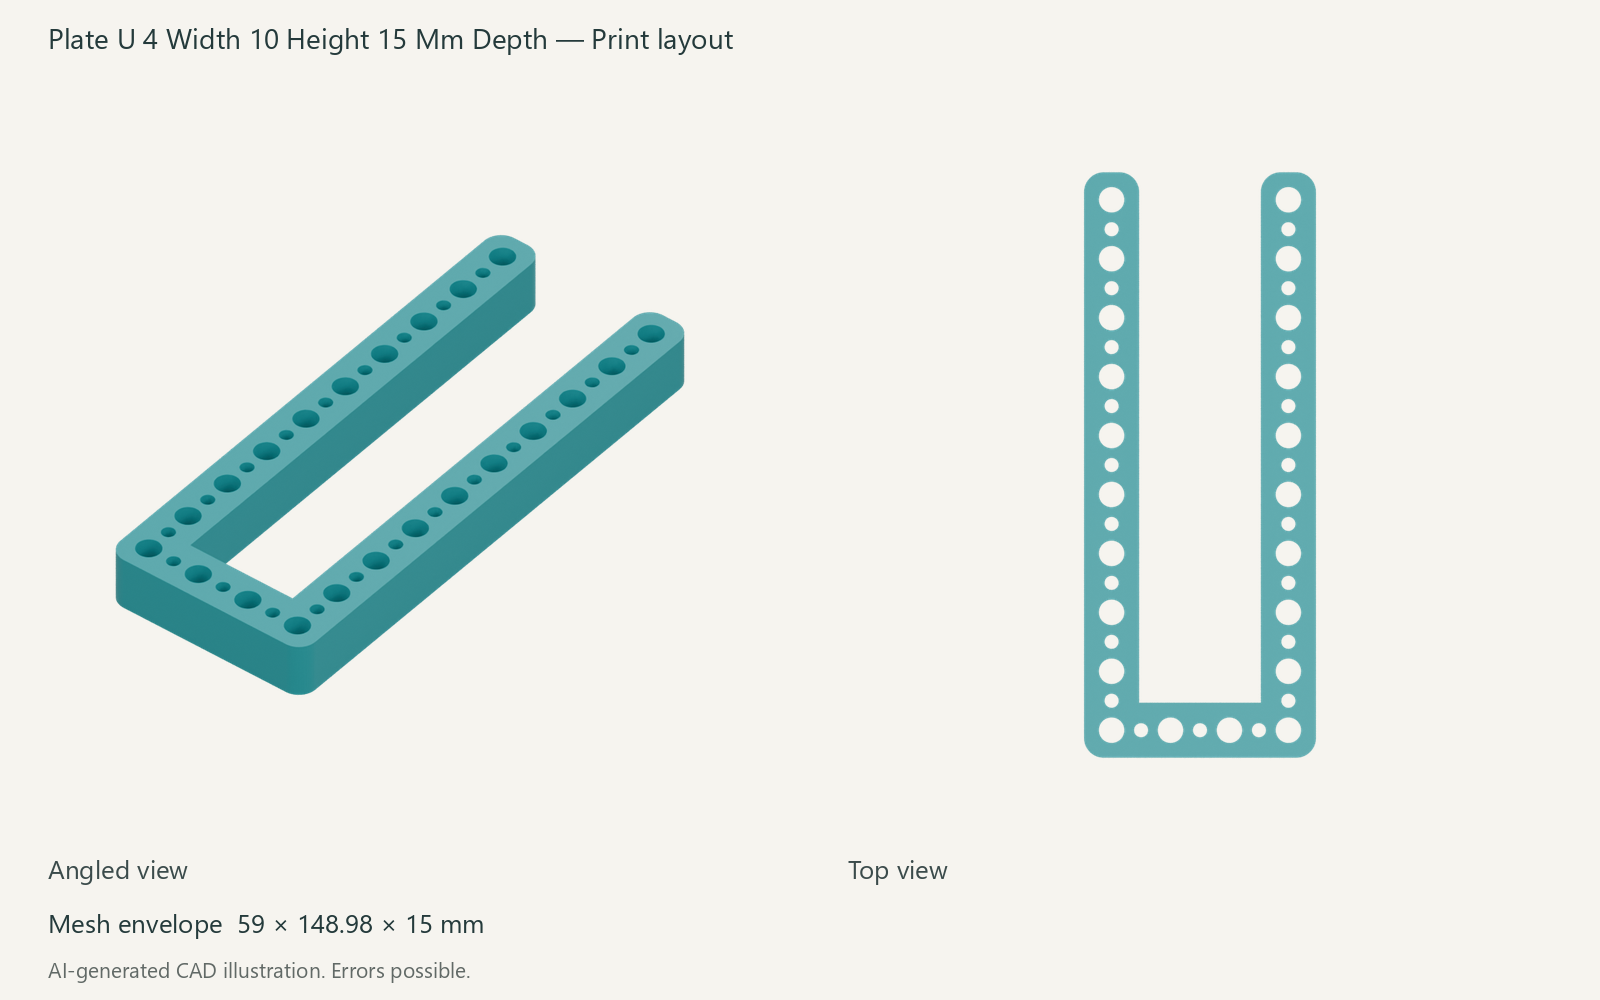 Plate U 4 Width 10 Height 15 Mm Depth — Print layout
Angled view
Top view
Mesh envelope 59 × 148.98 × 15 mm
AI-generated CAD illustration. Errors possible.